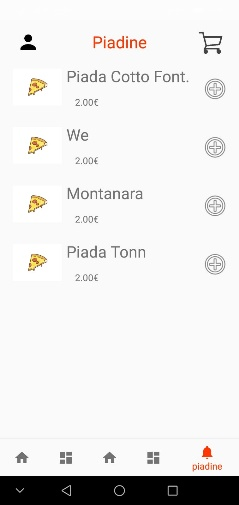 Piadine
Piada Cotto Font.
2.00€
We
2.00€
Montanara
2.00€
Piada Tonn
2.00€
piadine